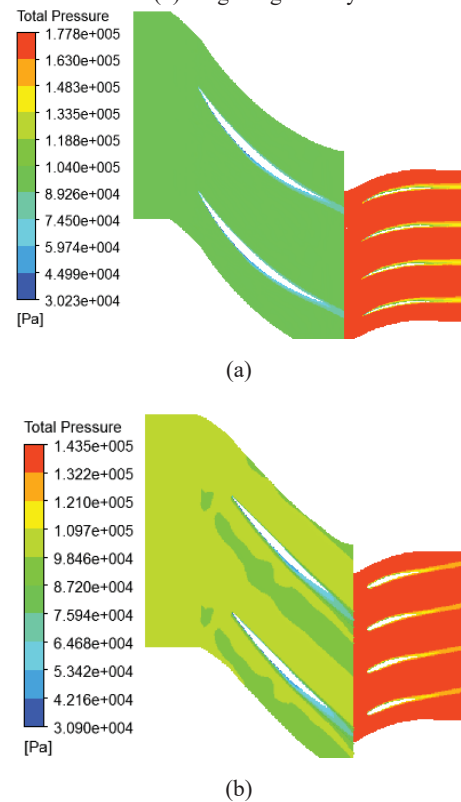 Total Pressure
1.778e+005
1.630e+005
1.483e+005
1.335e+005
1.188e+005
1.040e+005
8.926e+004
7.450e+004
5.974e+004
4.499e+004
3.023e+004
[Pa]
(a)
Total Pressure
1.435e+005
1.322e+005
1.210e+005
1.097e+005
9.846e+004
8.720e+004
7.594e+004
6.468e+004
5.342e+004
4.216e+004
3.090e+004
[Pa]
(b)